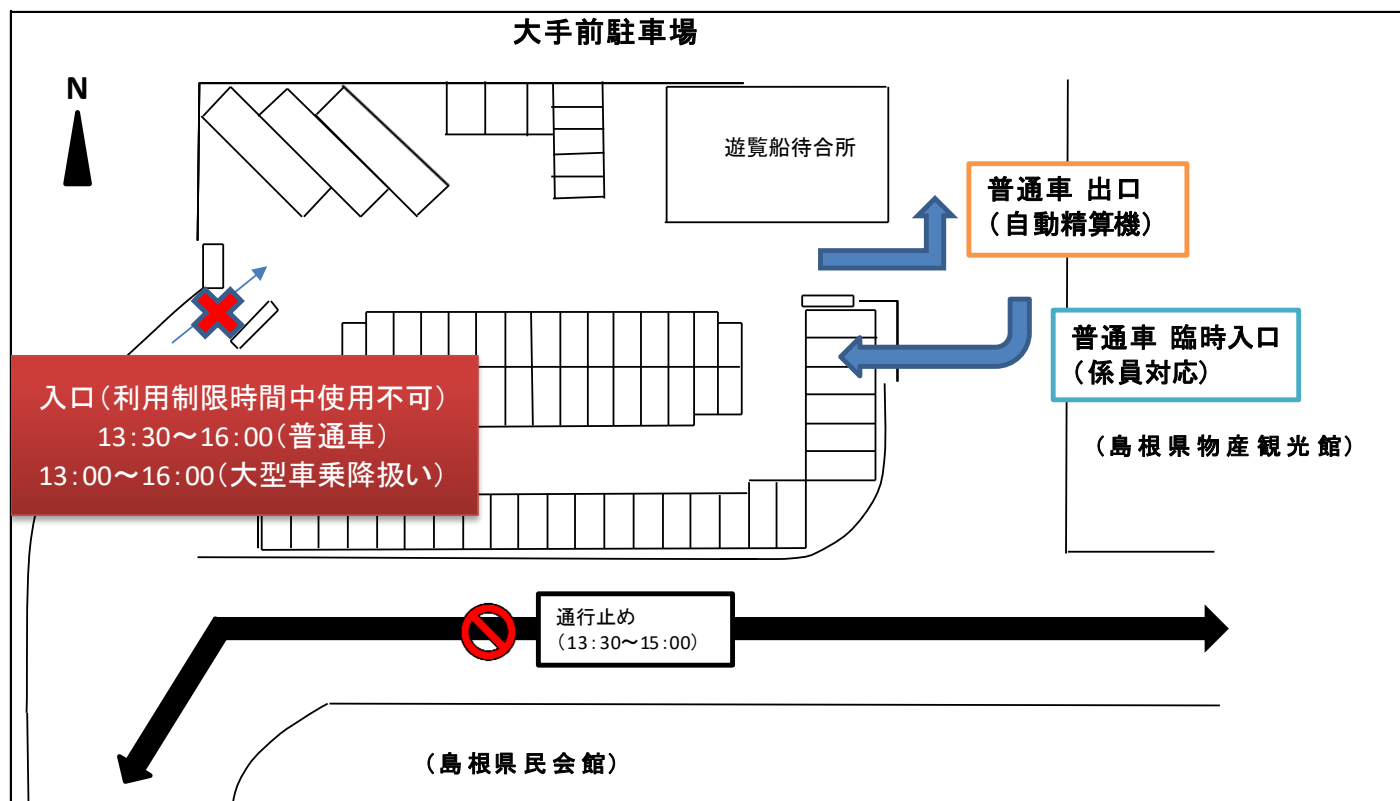 大手前駐車場
N
遊覧船待合所
普通車 出口
（自動精算機）
普通車 臨時入口
（係員対応）
入口（利用制限時間中使用不可）
13：30～16：00（普通車）
13：00～16：00（大型車乗降扱い）
（島根県物産観光館）
通行止め
（13：30～15：00）
（島根県民会館）